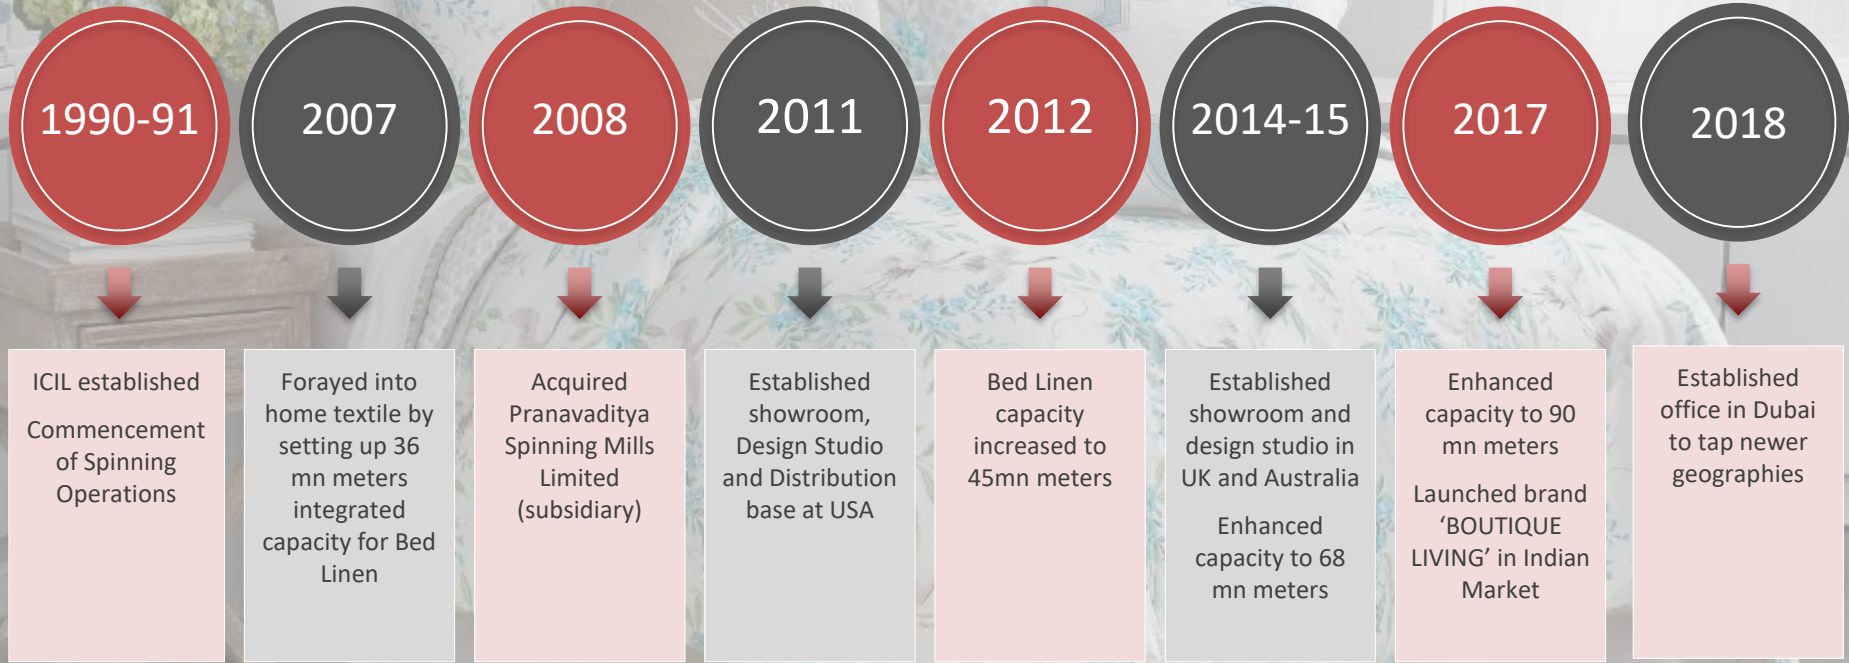 1990-91
2007
2008
2011
2012
2014-15
2017
2018
ICIL established
Commencement
of Spinning
Operations
Forayed into
home textile by
setting up 36
mn meters
integrated
capacity for Bed
Linen
Acquired
Pranavaditya
Spinning Mills
Limited
(subsidiary)
Established
showroom,
Design Studio
and Distribution
base at USA
Bed Linen
capacity
increased to
45mn meters
Established
showroom and
design studio in
UK and Australia
Enhanced
capacity to 68
mn meters
Enhanced
capacity to 90
mn meters
Launched brand
‘BOUTIQUE
LIVING’ in Indian
Market
Established
office in Dubai
to tap newer
geographies